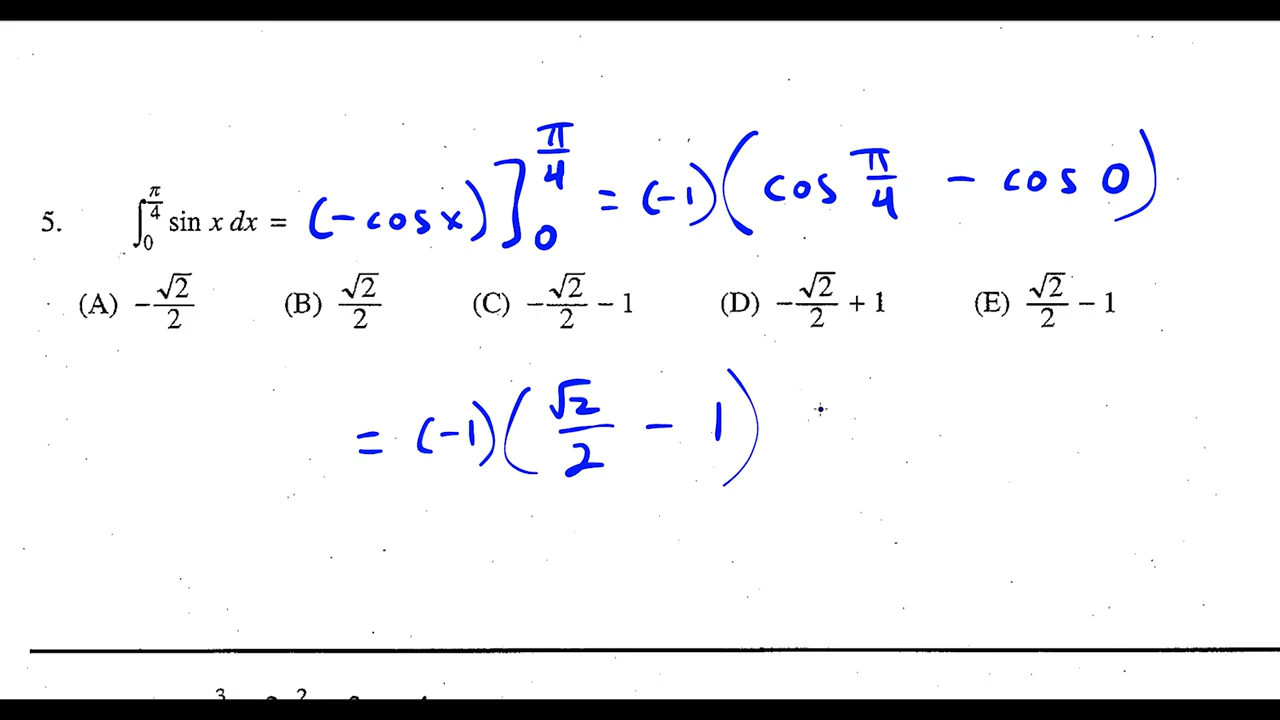 5. ∫₀^(π/4) sin x dx = (-cosx)]₀^(π/4) = (-1)(cos π/4 - cos 0)
(A) -√2/2 (B) √2/2 (C) -√2/2 - 1 (D) -√2/2 + 1 (E) √2/2 - 1
= (-1)(√2/2 - 1)